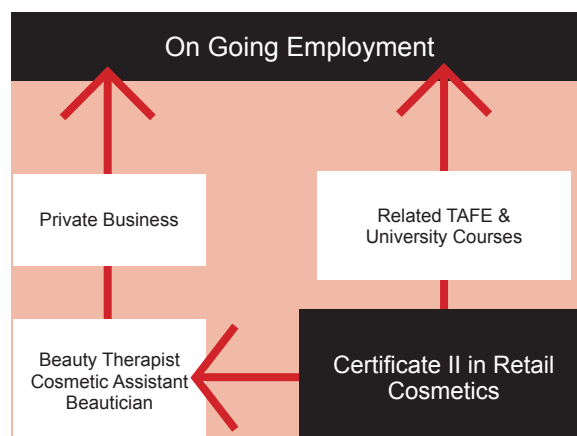 On Going Employment
Private Business
Related TAFE &
University Courses
Beauty Therapist
Cosmetic Assistant
Beautician
Certificate II in Retail
Cosmetics